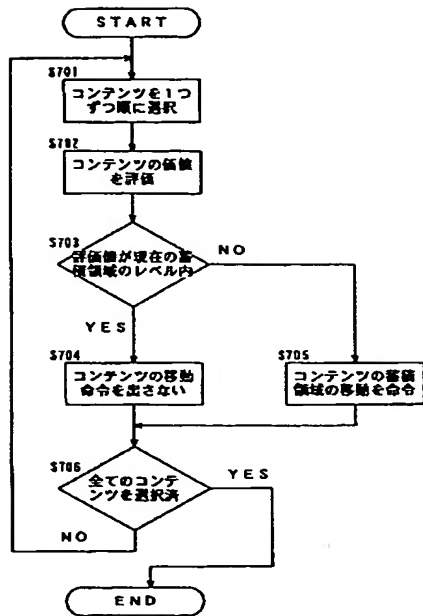 START
S701
コンテンツを1つ
ずつ順に選択
S702
コンテンツの価値
を評価
S703
評価値が現在の蓄
積領域のレベル内
NO
YES
S704
コンテンツの移動
命令を出さない
S705
コンテンツの蓄積
領域の移動を命令
S706
全てのコンテ
ンツを選択済
YES
NO
END